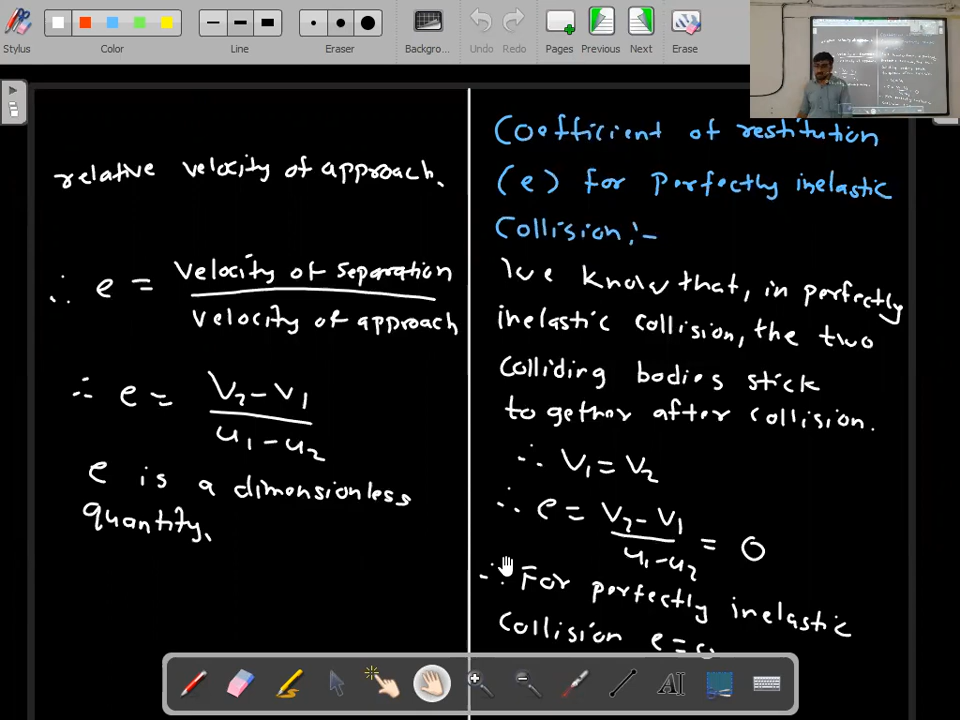 Stylus
Color
Line
Eraser
Backgro...
Undo
Redo
Pages
Previous
Next
Erase
relative velocity of approach.
∴ e = velocity of separation / velocity of approach
∴ e = V2 - V1 / u1 - u2
e is a dimensionless
quantity.
Coefficient of restitution
(e) for perfectly inelastic
Collision :-
We know that, in perfectly
inelastic collision, the two
colliding bodies stick
together after collision.
∴ V1 = V2
∴ e = V2 - V1 / u1 - u2 = 0
∴ For perfectly inelastic
collision e = 0